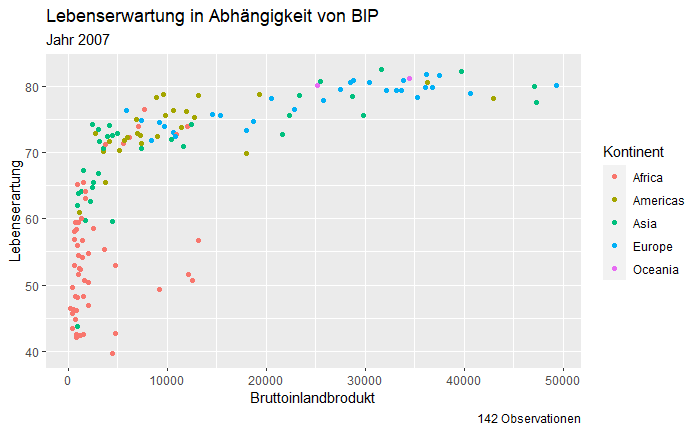 Lebenserwartung in Abhängigkeit von BIP
Jahr 2007
Lebenserartung
80
70
60
50
40
0
10000
20000
30000
40000
50000
Bruttoinlandbrodukt
Kontinent
Africa
Americas
Asia
Europe
Oceania
142 Observationen